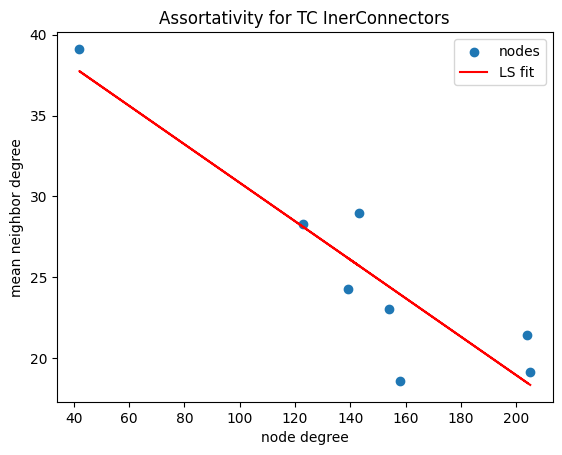 Assortativity for TC InerConnectors
nodes
LS fit
mean neighbor degree
40
35
30
25
20
40 60 80 100 120 140 160 180 200
node degree